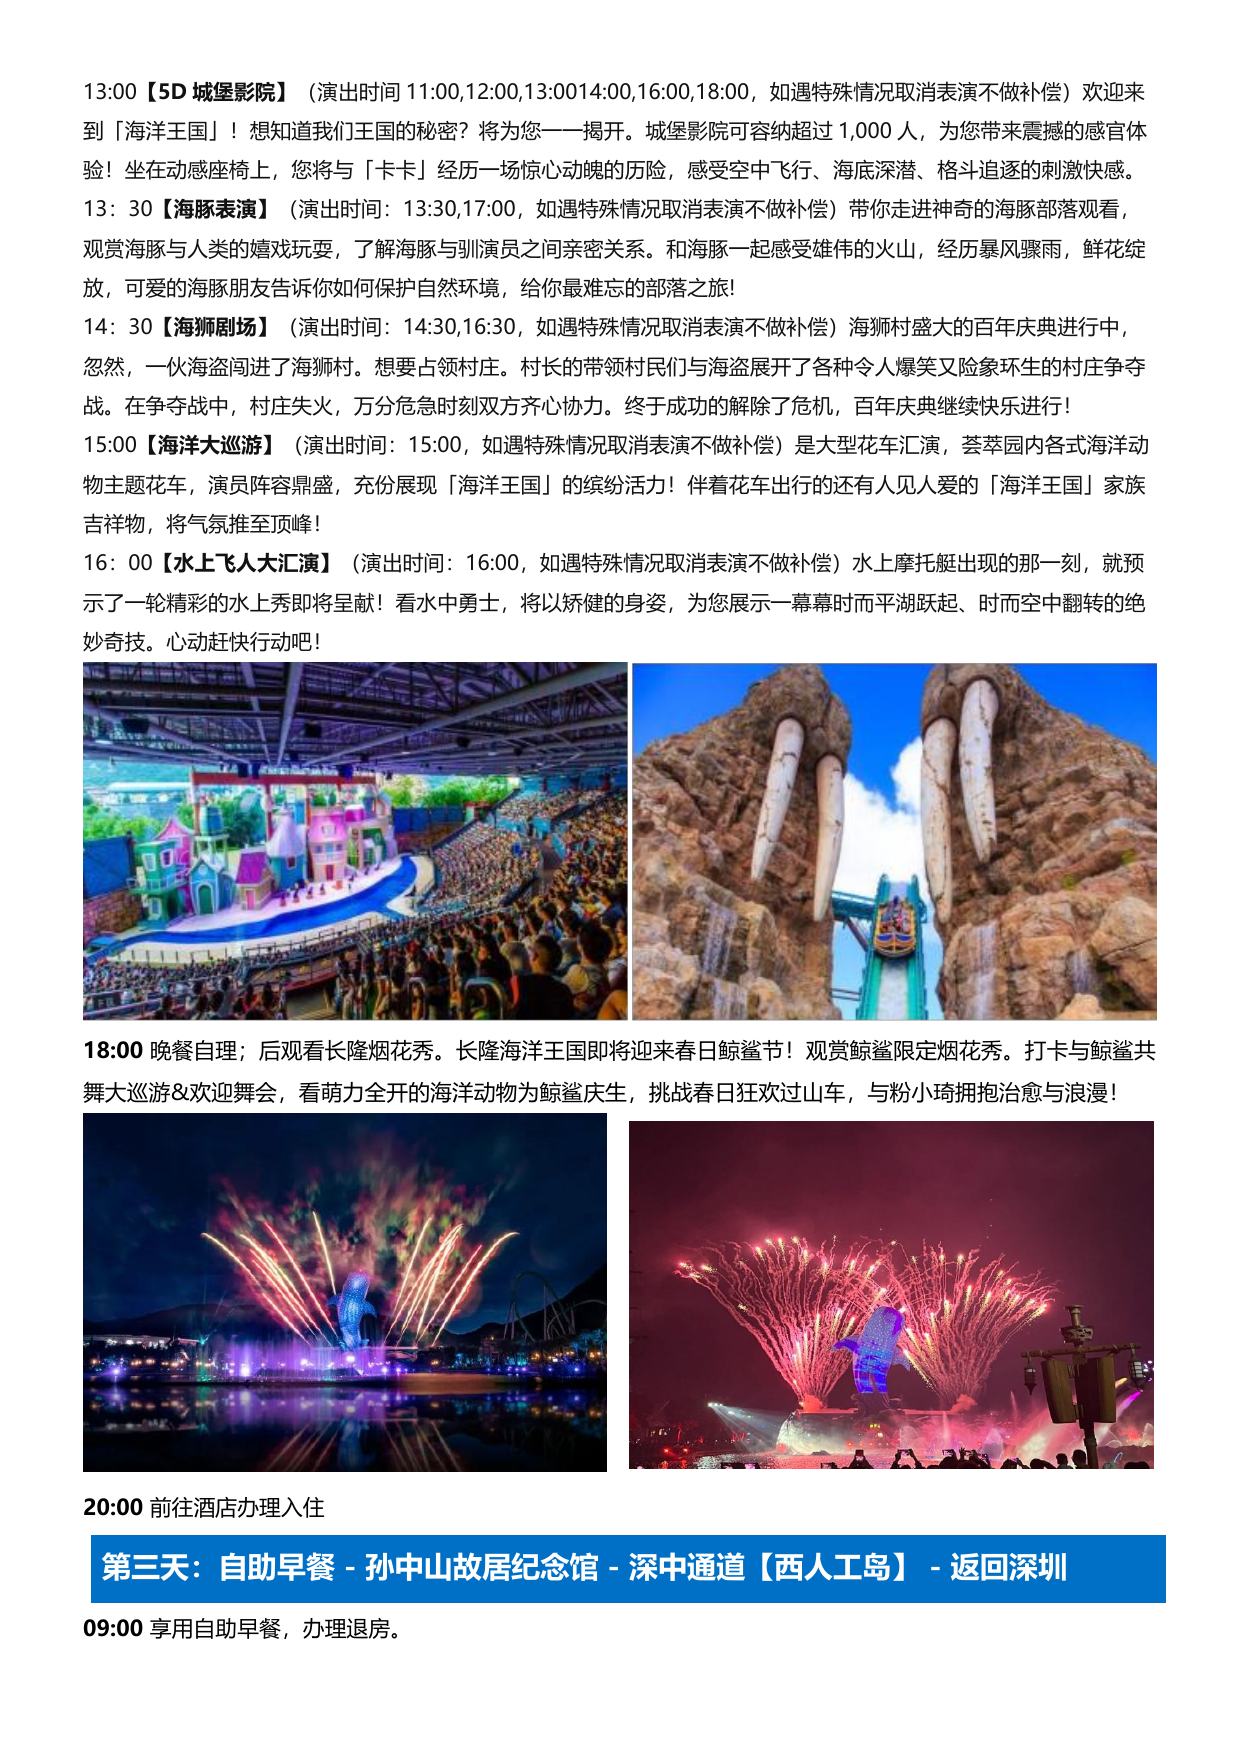 13:00【5D 城堡影院】（演出时间 11:00,12:00,13:0014:00,16:00,18:00，如遇特殊情况取消表演不做补偿）欢迎来
到「海洋王国」！想知道我们王国的秘密？将为您一一揭开。城堡影院可容纳超过 1,000 人，为您带来震撼的感官体
验！坐在动感座椅上，您将与「卡卡」经历一场惊心动魄的历险，感受空中飞行、海底深潜、格斗追逐的刺激快感。
13：30【海豚表演】（演出时间：13:30,17:00，如遇特殊情况取消表演不做补偿）带你走进神奇的海豚部落观看，
观赏海豚与人类的嬉戏玩耍，了解海豚与驯演员之间亲密关系。和海豚一起感受雄伟的火山，经历暴风骤雨，鲜花绽
放，可爱的海豚朋友告诉你如何保护自然环境，给你最难忘的部落之旅!
14：30【海狮剧场】（演出时间：14:30,16:30，如遇特殊情况取消表演不做补偿）海狮村盛大的百年庆典进行中，
忽然，一伙海盗闯进了海狮村。想要占领村庄。村长的带领村民们与海盗展开了各种令人爆笑又险象环生的村庄争夺
战。在争夺战中，村庄失火，万分危急时刻双方齐心协力。终于成功的解除了危机，百年庆典继续快乐进行！
15:00【海洋大巡游】（演出时间：15:00，如遇特殊情况取消表演不做补偿）是大型花车汇演，荟萃园内各式海洋动
物主题花车，演员阵容鼎盛，充份展现「海洋王国」的缤纷活力！伴着花车出行的还有人见人爱的「海洋王国」家族
吉祥物，将气氛推至顶峰！
16：00【水上飞人大汇演】（演出时间：16:00，如遇特殊情况取消表演不做补偿）水上摩托艇出现的那一刻，就预
示了一轮精彩的水上秀即将呈献！看水中勇士，将以矫健的身姿，为您展示一幕幕时而平湖跃起、时而空中翻转的绝
妙奇技。心动赶快行动吧！
18:00 晚餐自理；后观看长隆烟花秀。长隆海洋王国即将迎来春日鲸鲨节！观赏鲸鲨限定烟花秀。打卡与鲸鲨共
舞大巡游&欢迎舞会，看萌力全开的海洋动物为鲸鲨庆生，挑战春日狂欢过山车，与粉小琦拥抱治愈与浪漫！
20:00 前往酒店办理入住
第三天：自助早餐 - 孙中山故居纪念馆 - 深中通道【西人工岛】 - 返回深圳
09:00 享用自助早餐，办理退房。